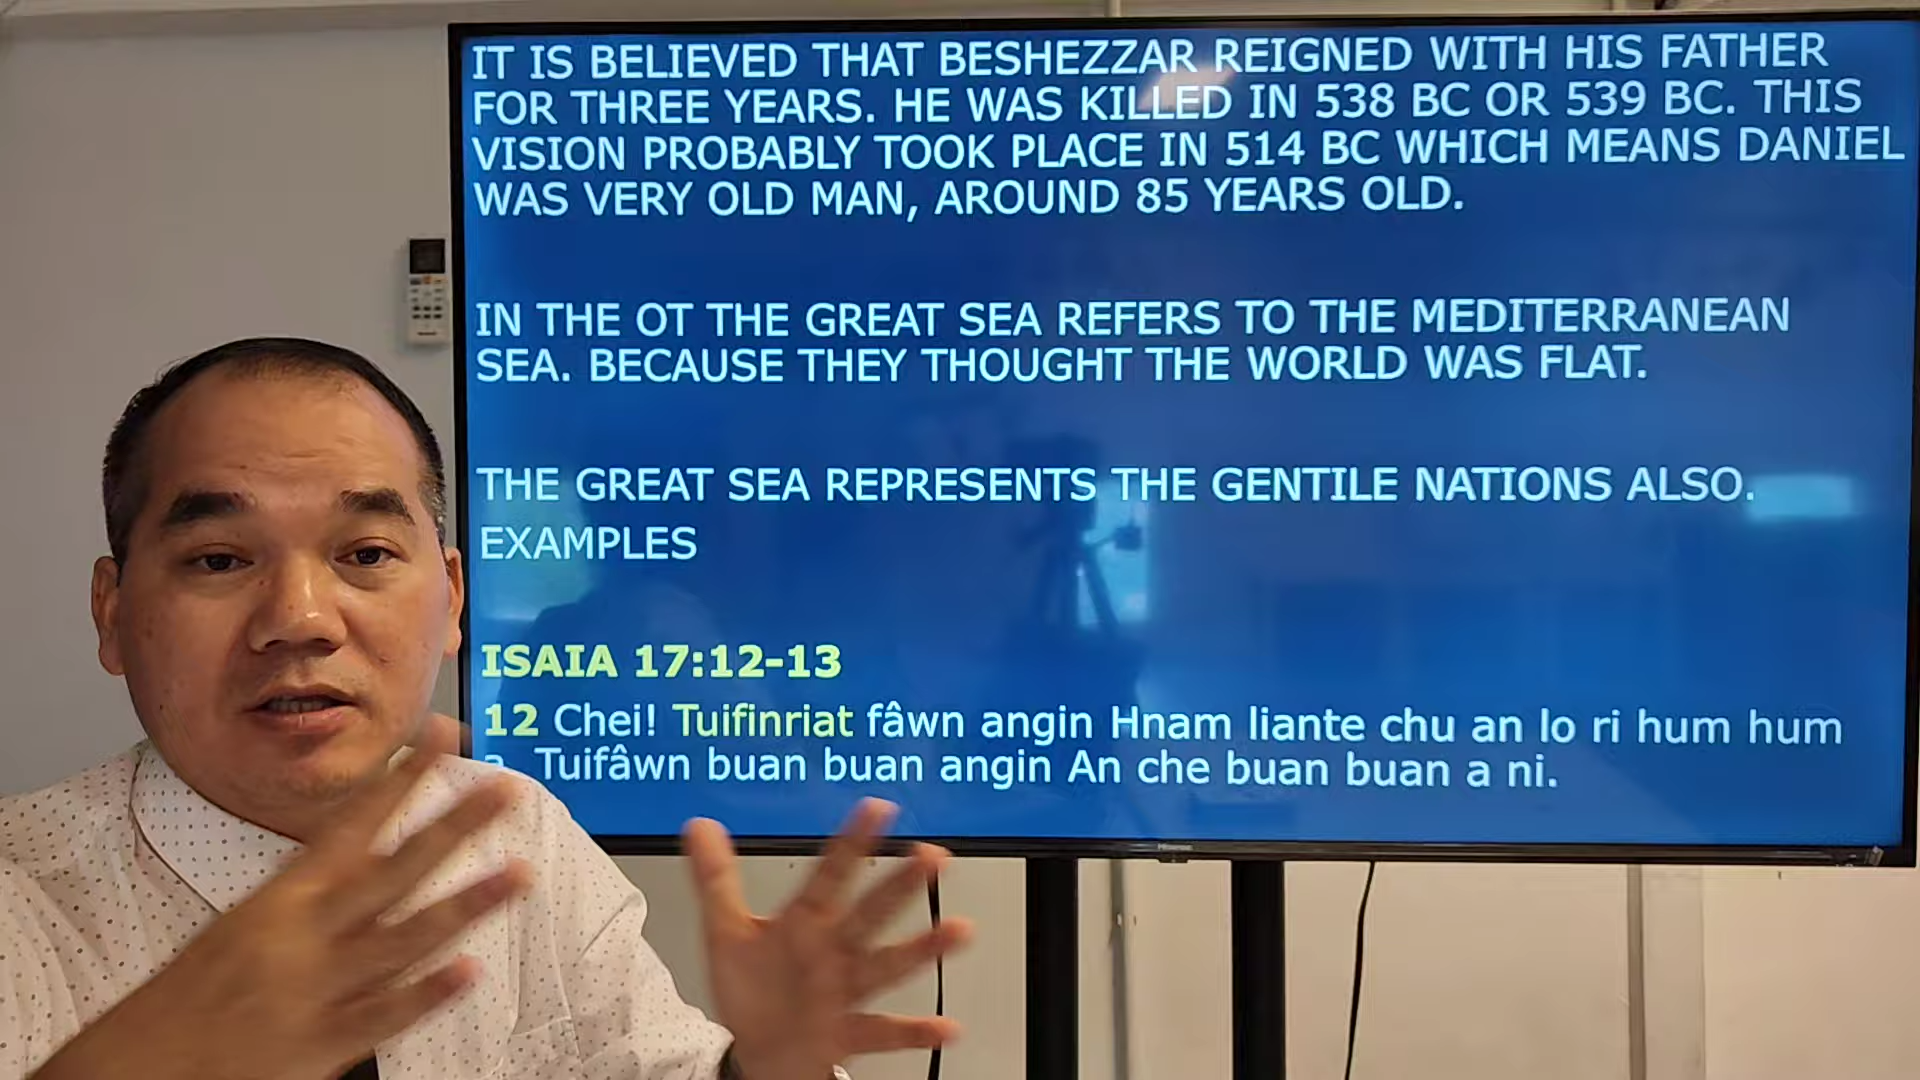 IT IS BELIEVED THAT BESHEZZAR REIGNED WITH HIS FATHER
FOR THREE YEARS. HE WAS KILLED IN 538 BC OR 539 BC. THIS
VISION PROBABLY TOOK PLACE IN 514 BC WHICH MEANS DANIEL
WAS VERY OLD MAN, AROUND 85 YEARS OLD.
IN THE OT THE GREAT SEA REFERS TO THE MEDITERRANEAN
SEA. BECAUSE THEY THOUGHT THE WORLD WAS FLAT.
THE GREAT SEA REPRESENTS THE GENTILE NATIONS ALSO.
EXAMPLES
ISAIA 17:12-13
12 Chei! Tuifinriat fâwn angin Hnam liante chu an lo ri hum hum
a. Tuifâwn buan buan angin An che buan buan a ni.
Hisense